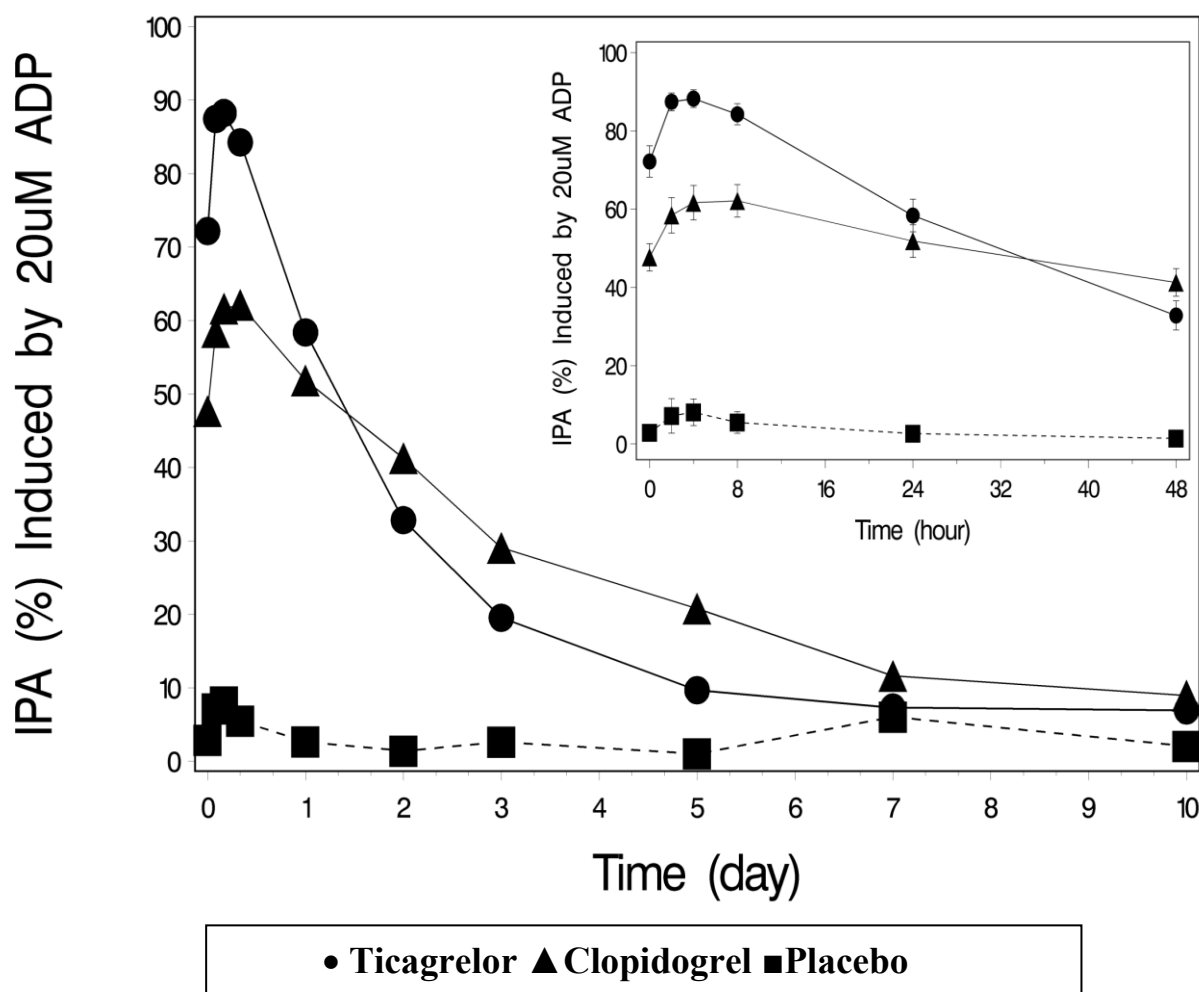 IPA (%) Induced by 20uM ADP
100
90
80
70
60
50
40
30
20
10
0
0 1 2 3 4 5 6 7 8 9 10
Time (day)
IPA (%) Induced by 20uM ADP
100
80
60
40
20
0
0 8 16 24 32 40 48
Time (hour)
● Ticagrelor ▲ Clopidogrel ■ Placebo